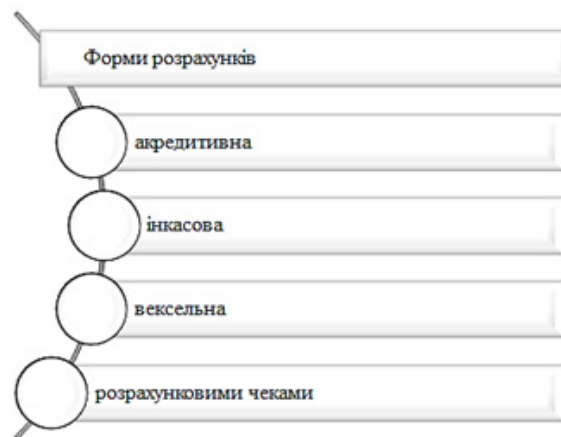 Форми розрахунків
акредитивна
інкасова
вексельна
розрахунковими чеками